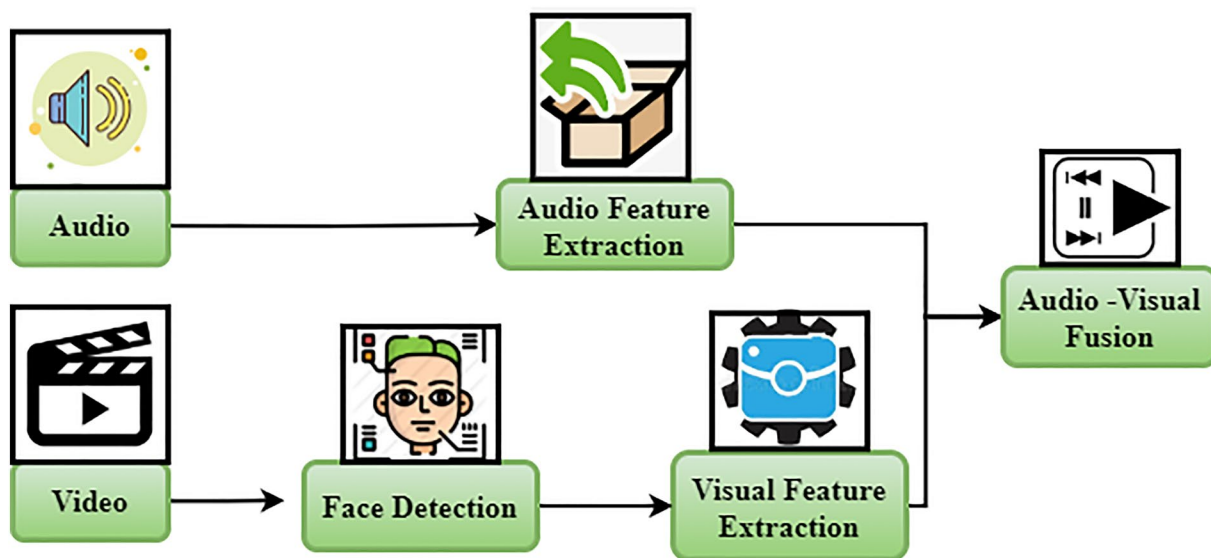 Audio
Audio Feature
Extraction
Audio -Visual
Fusion
Video
Face Detection
Visual Feature
Extraction